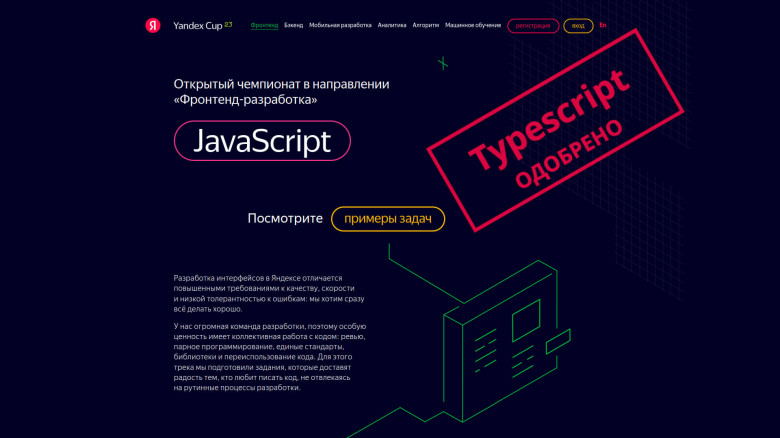 Я Yandex Cup 23 Фронтенд Бэкенд Мобильная разработка Аналитика Алгоритм Машинное обучение регистрация вход En
Открытый чемпионат в направлении
«Фронтенд-разработка»
JavaScript
Typescript
ОДОБРЕНО
Посмотрите примеры задач
Разработка интерфейсов в Яндексе отличается
повышенными требованиями к качеству, скорости
и низкой толерантностью к ошибкам: мы хотим сразу
всё делать хорошо.
У нас огромная команда разработки, поэтому особую
ценность имеет коллективная работа с кодом: ревью,
парное программирование, единые стандарты,
библиотеки и переиспользование кода. Для этого
трека мы подготовили задания, которые доставят
радость тем, кто любит писать код, не отвлекаясь
на рутинные процессы разработки.